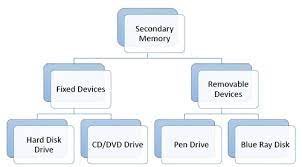 Secondary
Memory
Fixed Devices
Removable
Devices
Hard Disk
Drive
CD/DVD Drive
Pen Drive
Blue Ray Disk